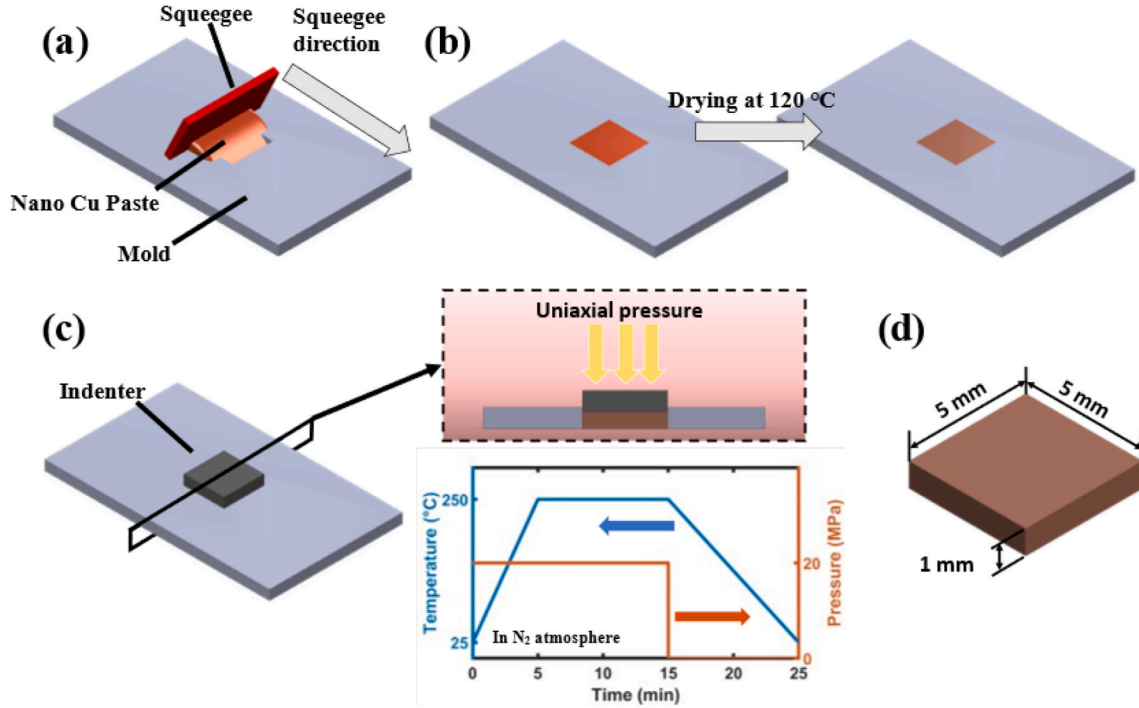 (a)
Squeegee
Squeegee
direction
Nano Cu Paste
Mold
(b)
Drying at 120 °C
(c)
Indenter
Uniaxial pressure
Temperature (°C)
250
25
In N₂ atmosphere
0 5 10 15 20 25
Time (min)
20
0
Pressure (MPa)
(d)
5 mm
5 mm
1 mm